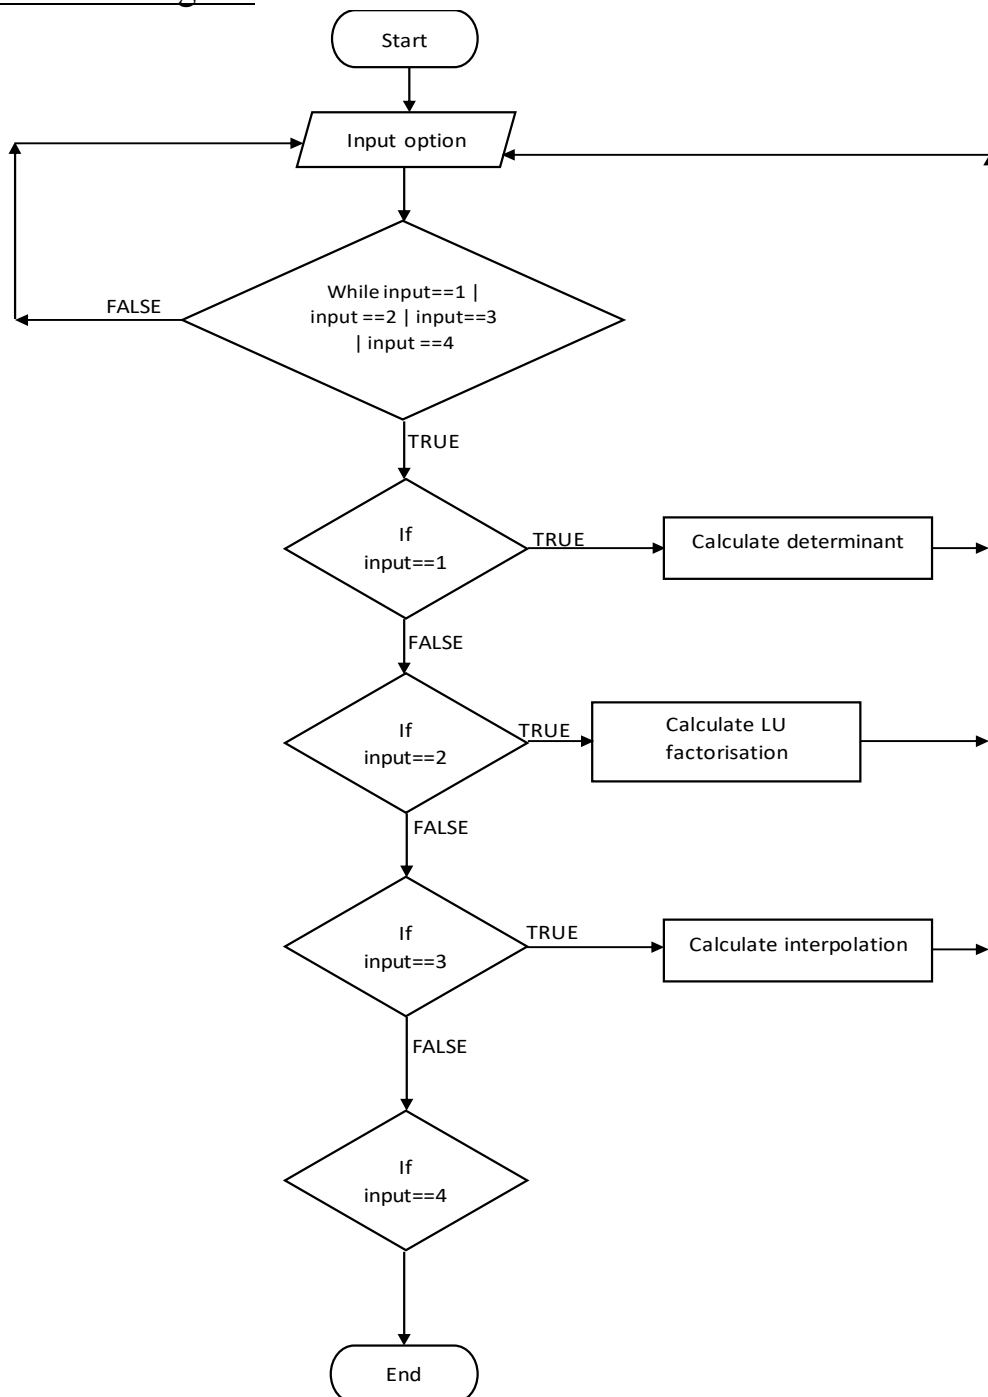 Start
Input option
While input==1 |
input ==2 | input==3
| input ==4
FALSE
TRUE
If
input==1
TRUE
Calculate determinant
FALSE
If
input==2
TRUE
Calculate LU
factorisation
FALSE
If
input==3
TRUE
Calculate interpolation
FALSE
If
input==4
End